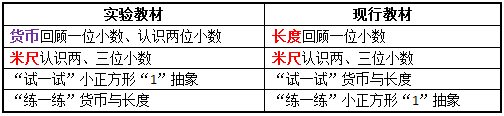 实验教材 现行教材
货币回顾一位小数、认识两位小数 长度回顾一位小数
米尺认识两、三位小数 米尺认识两、三位小数
“试一试”小正方形“1”抽象 “试一试”货币与长度
“练一练”货币与长度 “练一练”小正方形“1”抽象